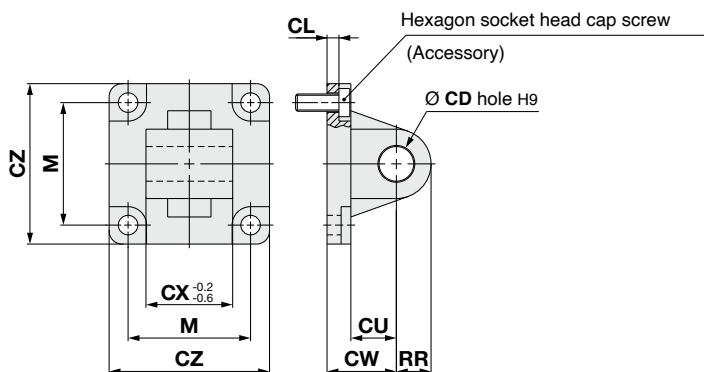 CL
Hexagon socket head cap screw
(Accessory)
Ø CD hole H9
CZ
M
CX -0.2 -0.6
M
CZ
CU
CW
RR